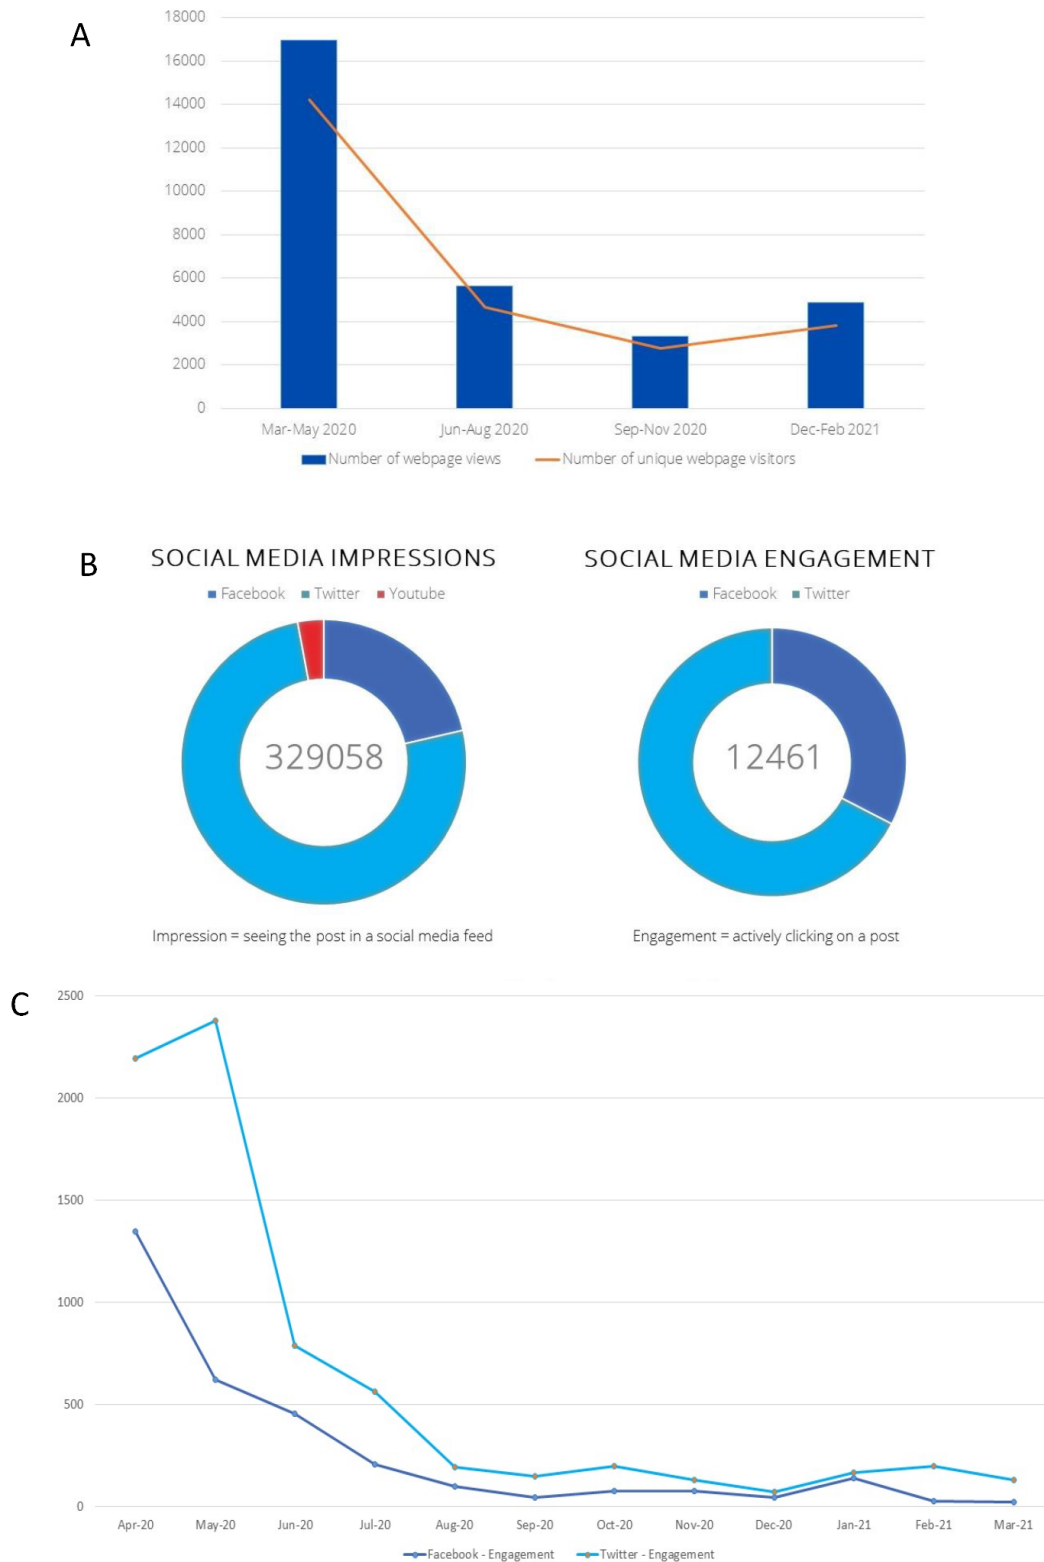 A
18000
16000
14000
12000
10000
8000
6000
4000
2000
0
Mar-May 2020 Jun-Aug 2020 Sep-Nov 2020 Dec-Feb 2021
Number of webpage views Number of unique webpage visitors
B
SOCIAL MEDIA IMPRESSIONS
Facebook Twitter Youtube
329058
Impression = seeing the post in a social media feed
SOCIAL MEDIA ENGAGEMENT
Facebook Twitter
12461
Engagement = actively clicking on a post
C
2500
2000
1500
1000
500
0
Apr-20 May-20 Jun-20 Jul-20 Aug-20 Sep-20 Oct-20 Nov-20 Dec-20 Jan-21 Feb-21 Mar-21
Facebook - Engagement Twitter - Engagement